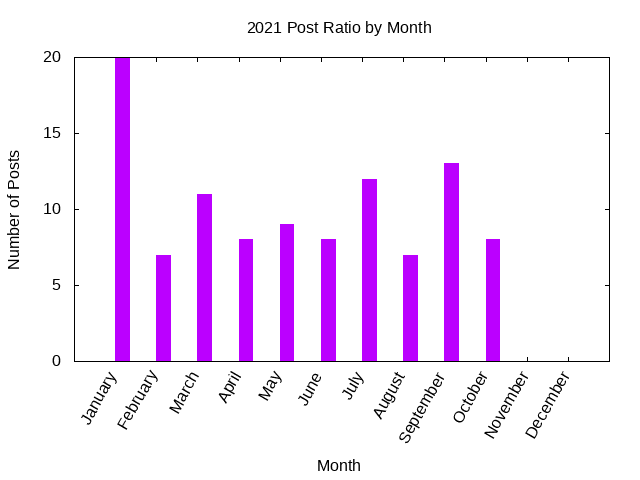 2021 Post Ratio by Month
20
15
10
5
0
Number of Posts
January
February
March
April
May
June
July
August
September
October
November
December
Month